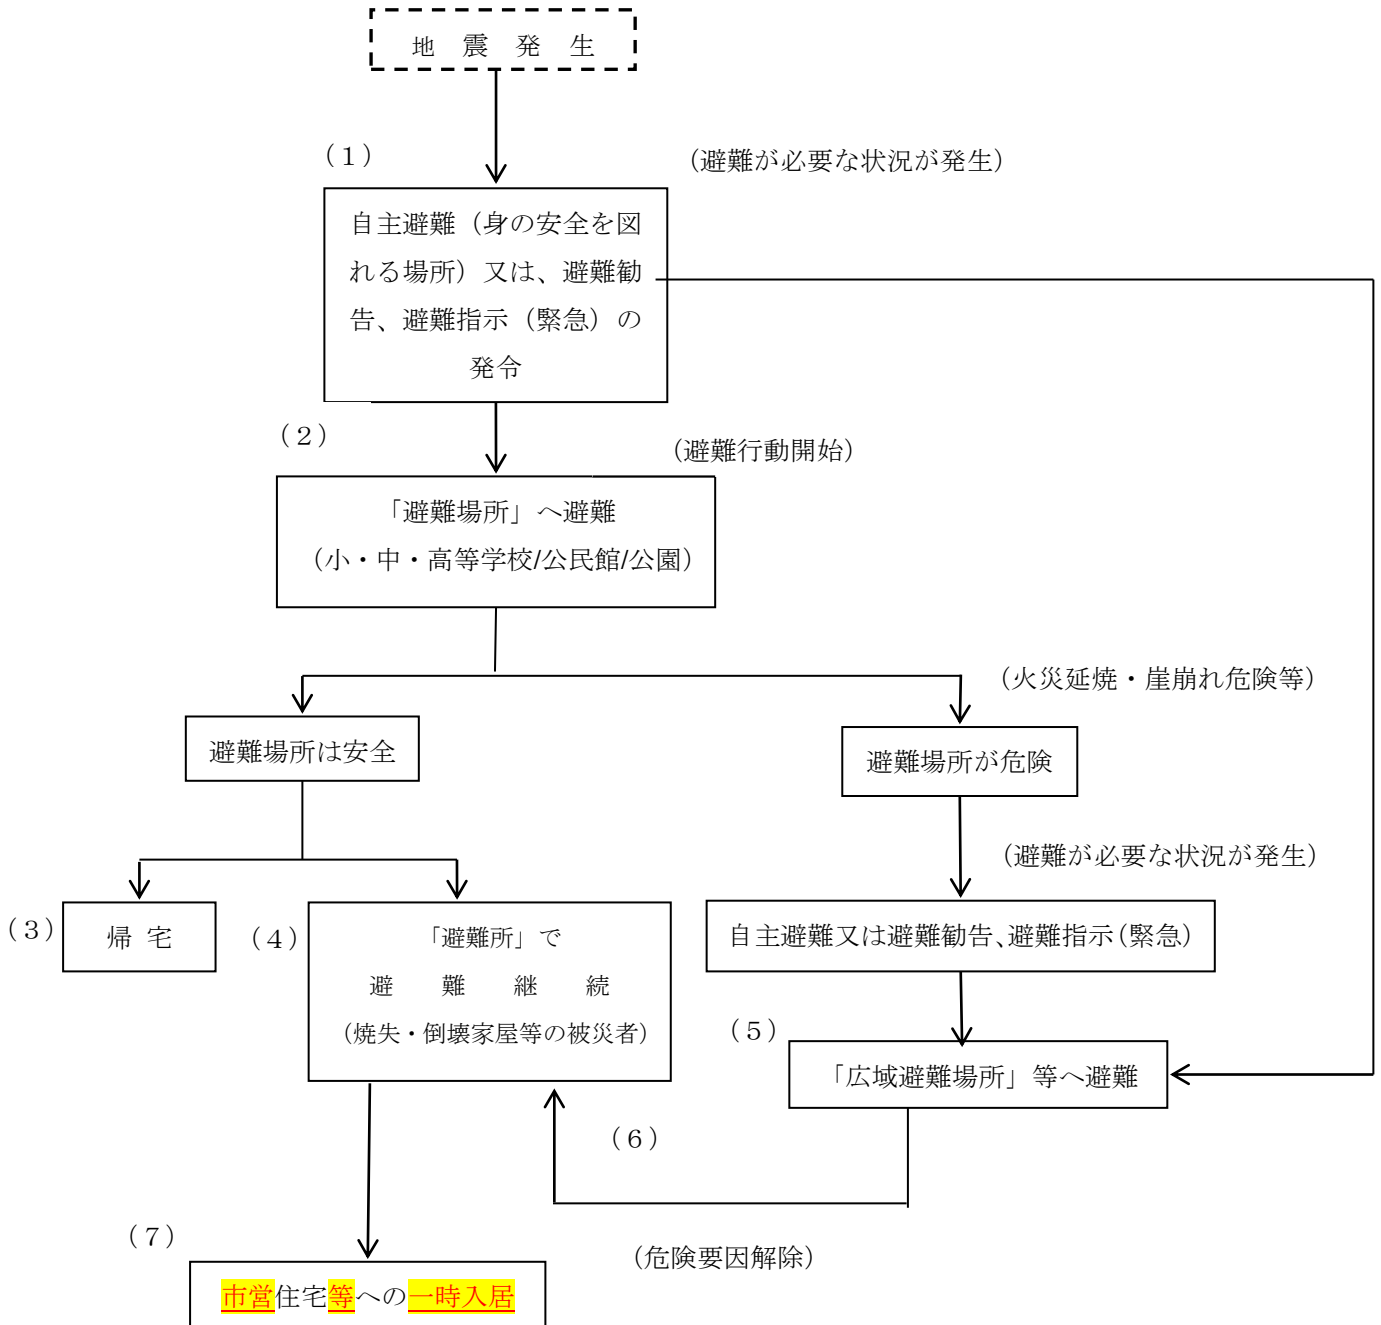 地 震 発 生
(1)
(避難が必要な状況が発生)
自主避難（身の安全を図
れる場所）又は、避難勧
告、避難指示（緊急）の
発令
(2)
(避難行動開始)
「避難場所」へ避難
(小・中・高等学校/公民館/公園)
(火災延焼・崖崩れ危険等)
避難場所は安全
避難場所が危険
(避難が必要な状況が発生)
(3)
帰 宅
(4)
「避難所」で
避 難 継 続
(焼失・倒壊家屋等の被災者)
自主避難又は避難勧告、避難指示(緊急)
(5)
「広域避難場所」等へ避難
(6)
(危険要因解除)
(7)
市営住宅等への一時入居